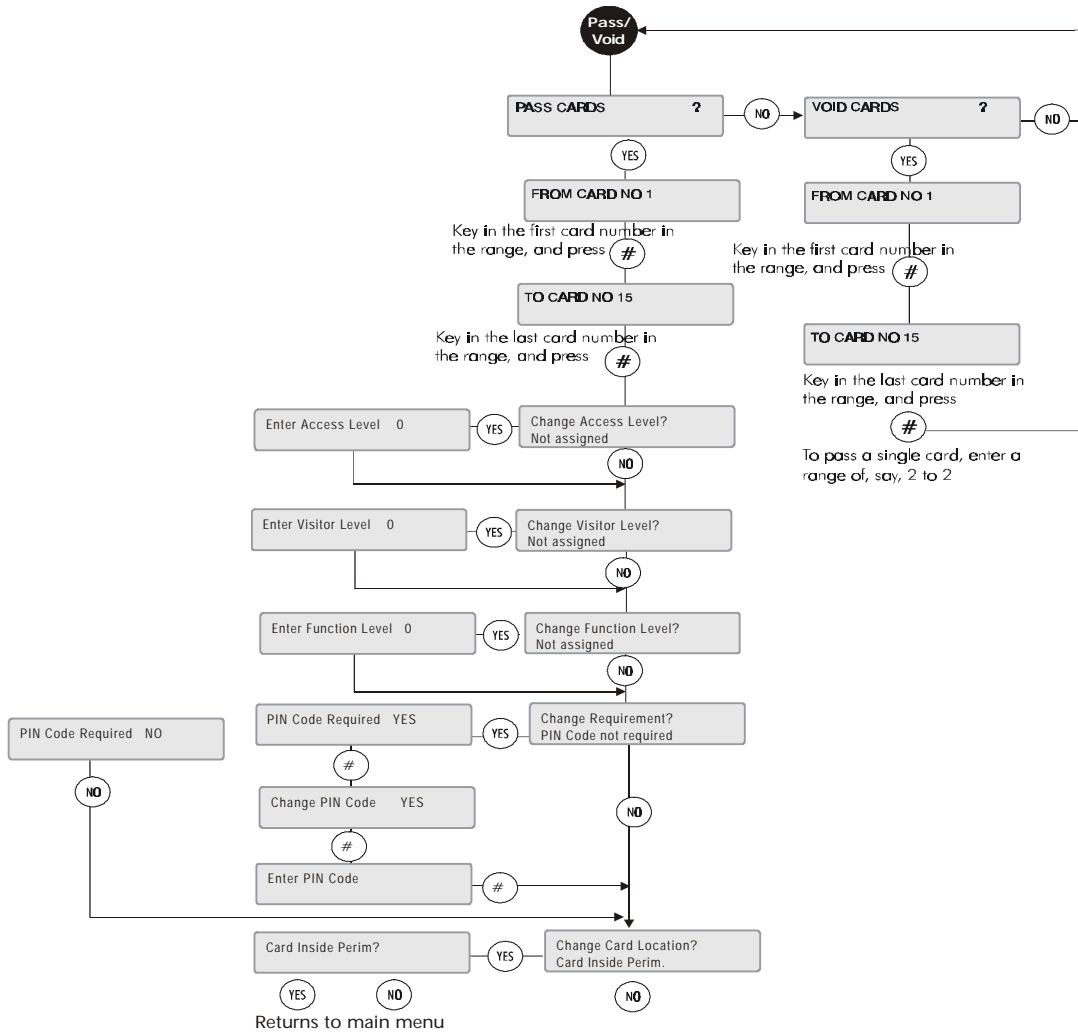 Pass/
Void
PASS CARDS ?
NO
VOID CARDS ?
NO
YES
YES
FROM CARD NO 1
FROM CARD NO 1
Key in the first card number in
the range, and press #
Key in the first card number in
the range, and press #
TO CARD NO 15
TO CARD NO 15
Key in the last card number in
the range, and press #
Key in the last card number in
the range, and press
#
To pass a single card, enter a
range of, say, 2 to 2
Enter Access Level 0
YES
Change Access Level?
Not assigned
NO
Enter Visitor Level 0
YES
Change Visitor Level?
Not assigned
NO
Enter Function Level 0
YES
Change Function Level?
Not assigned
NO
PIN Code Required NO
PIN Code Required YES
YES
Change Requirement?
PIN Code not required
#
NO
Change PIN Code YES
NO
#
Enter PIN Code
#
Card Inside Perim?
YES
Change Card Location?
Card Inside Perim.
YES
NO
NO
Returns to main menu